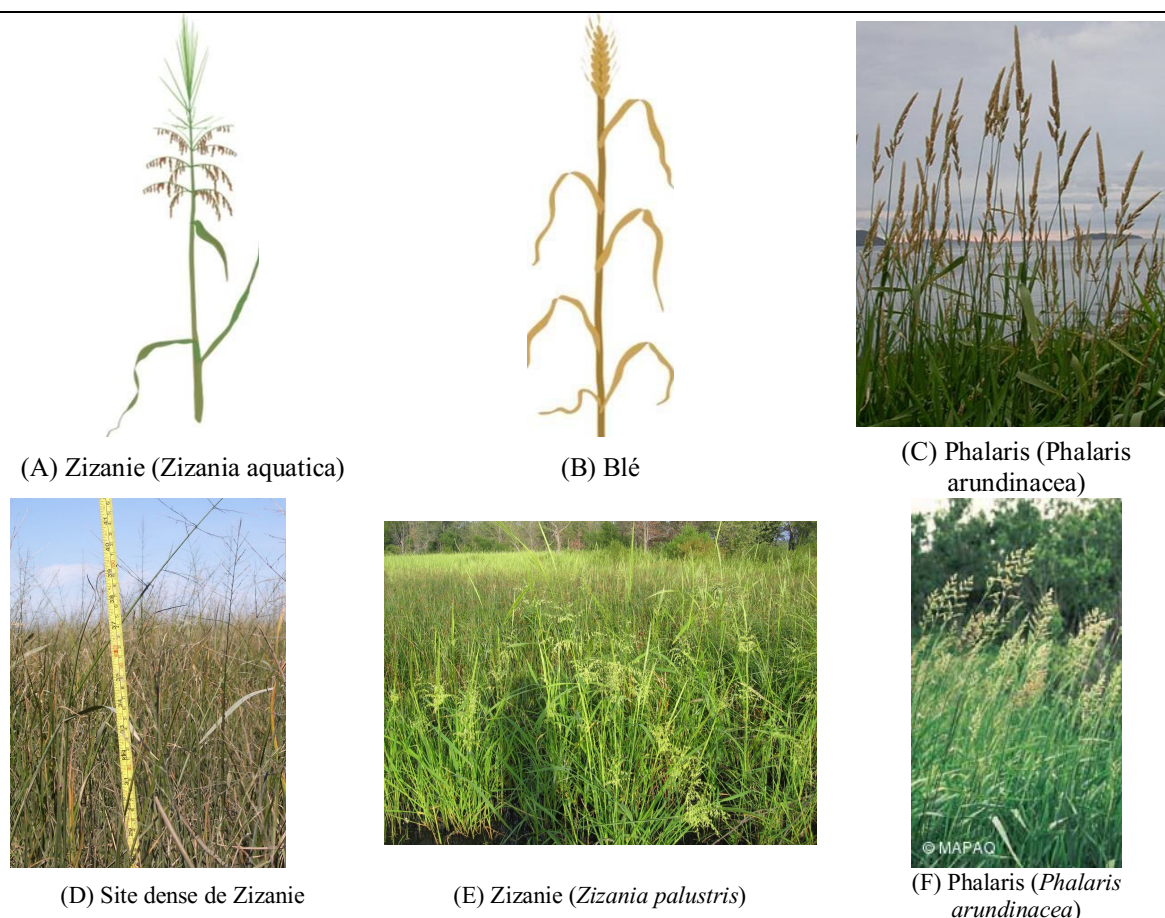 (A) Zizanie (Zizania aquatica)
(B) Blé
(C) Phalaris (Phalaris
arundinacea)
© MAPAQ
(D) Site dense de Zizanie
(E) Zizanie (Zizania palustris)
(F) Phalaris (Phalaris
arundinacea)